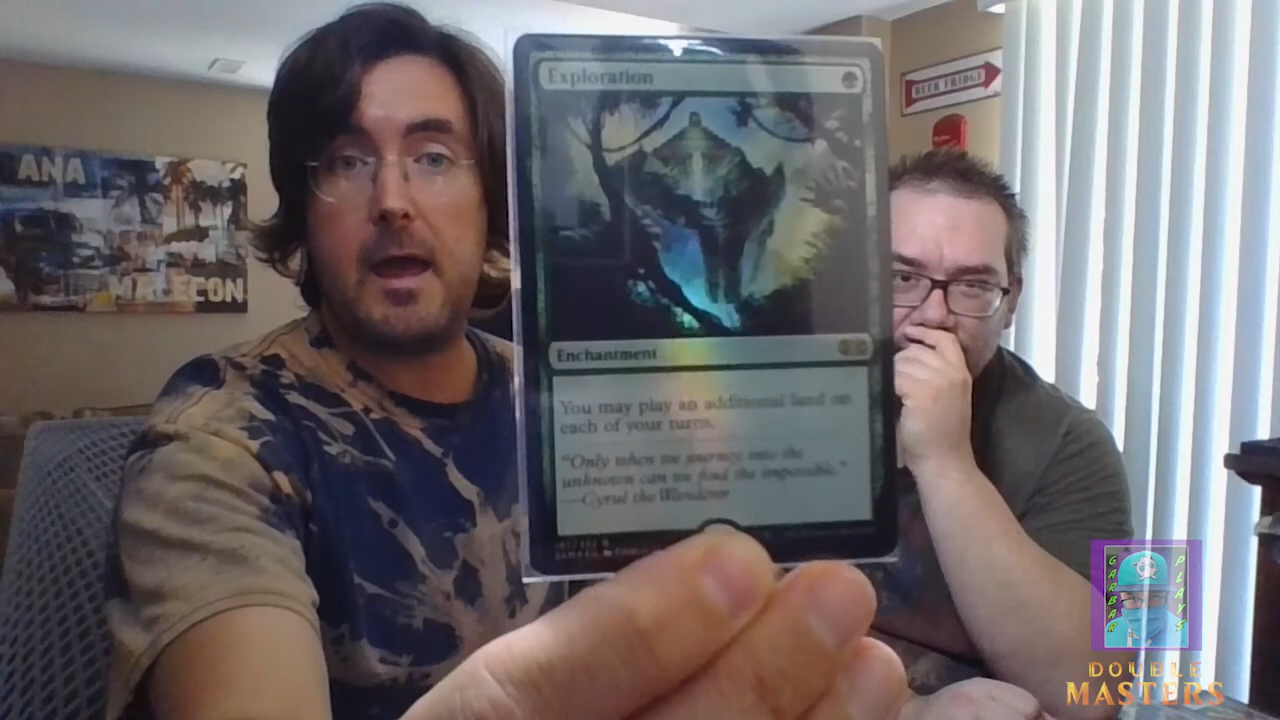 Exploration
Enchantment
You may play an additional land on
each of your turns.
"Only when we journey into the
unknown can we find the impossible."
—Cyrul the Wanderer
BEER FRIDGE
ANA
MALECON
GARBAR
PLAYS
DOUBLE
MASTERS